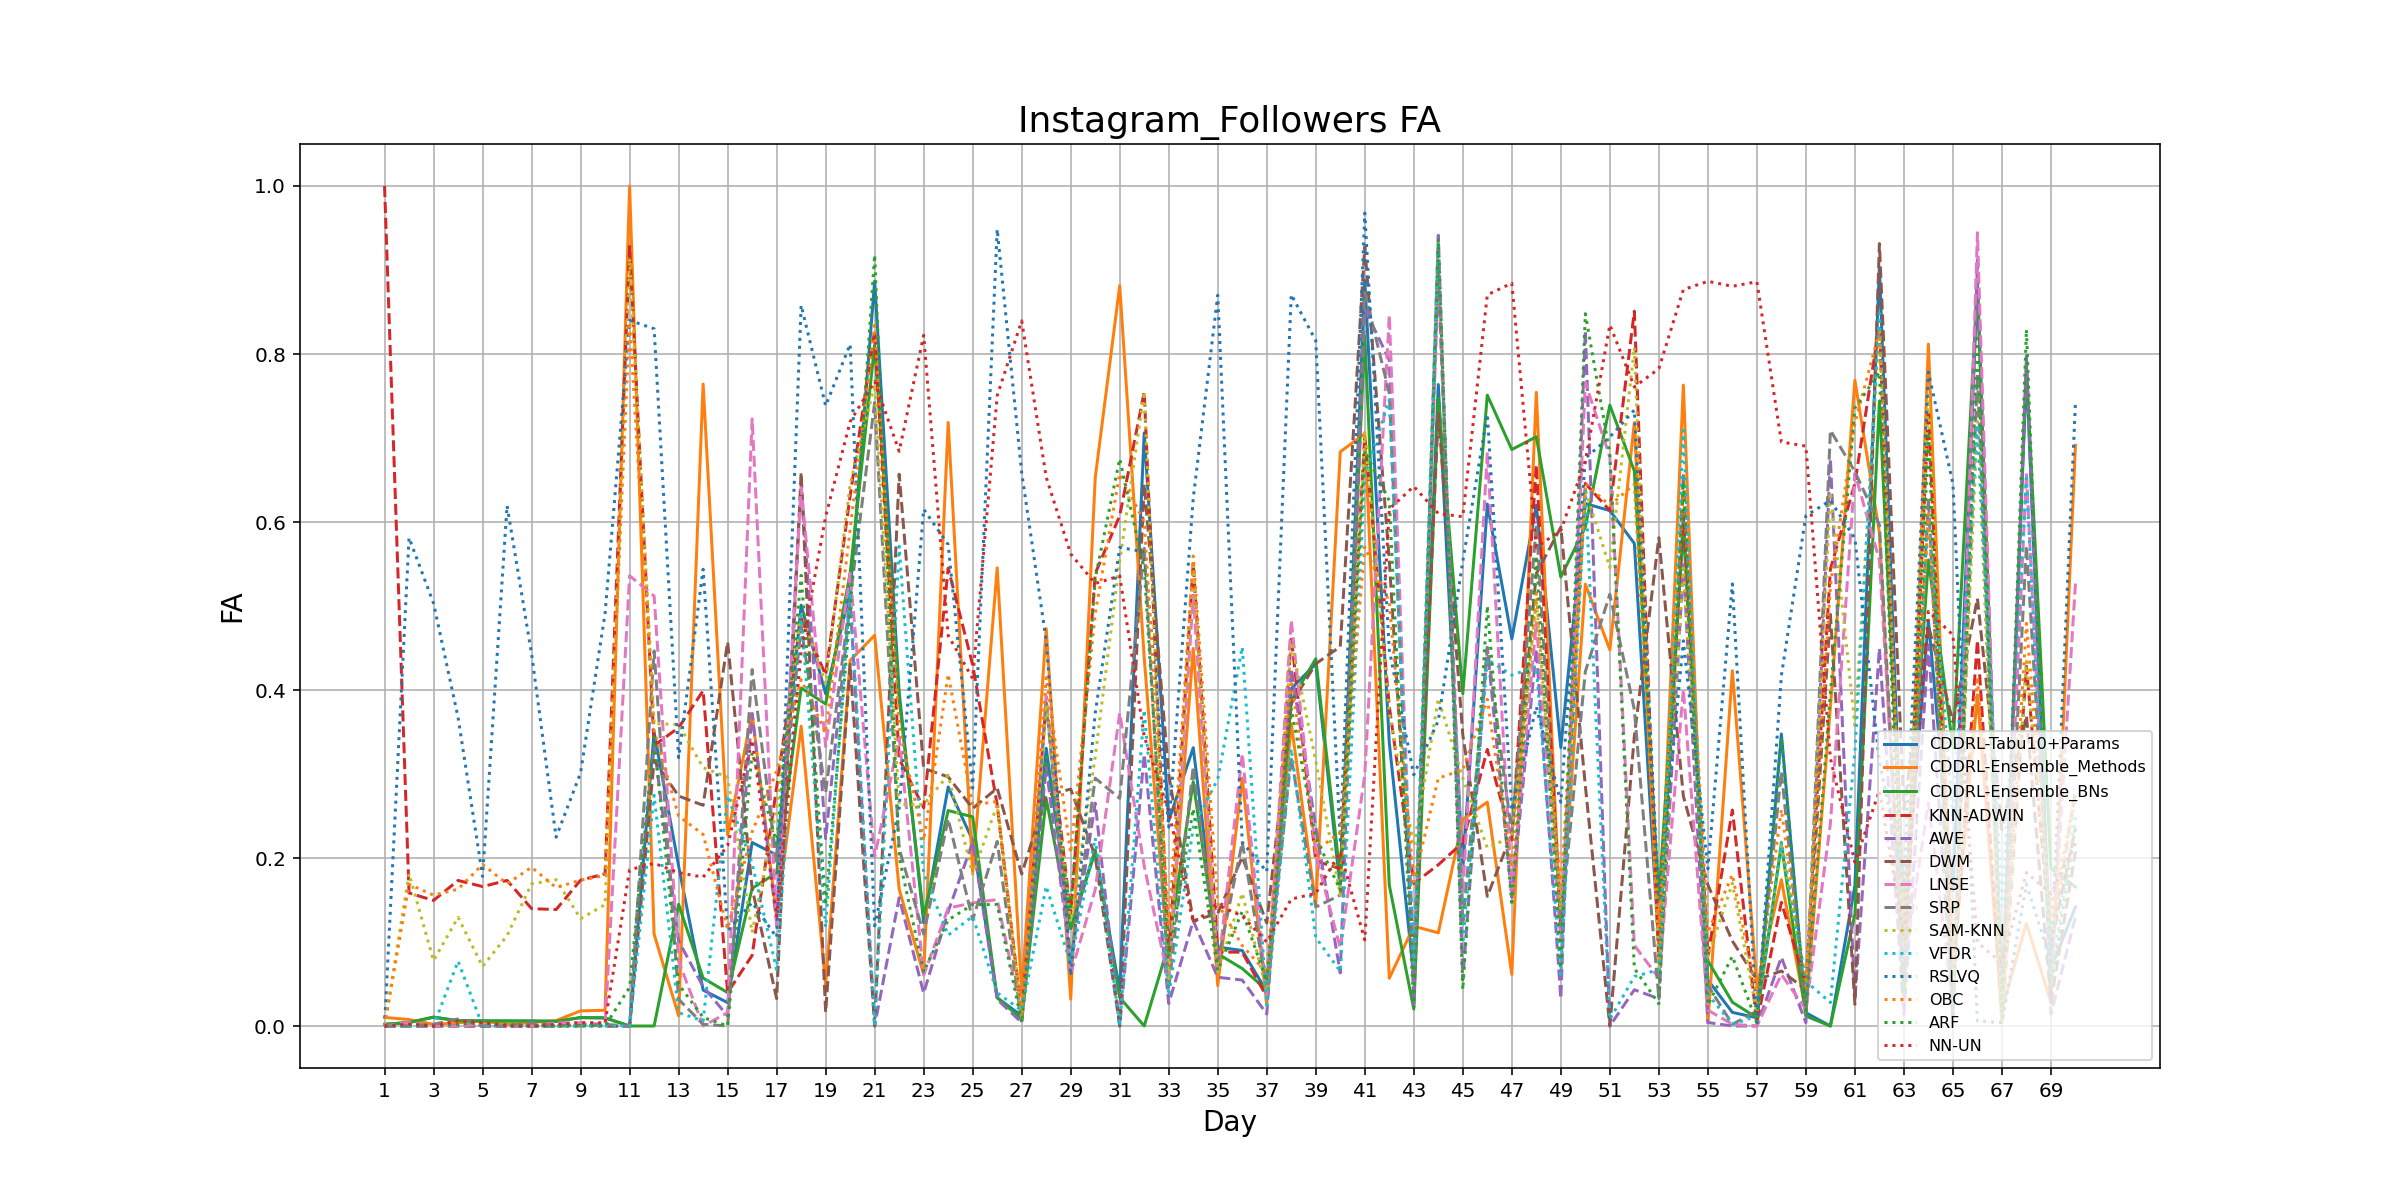 Instagram_Followers FA
FA
1.0
0.8
0.6
0.4
0.2
0.0
1 3 5 7 9 11 13 15 17 19 21 23 25 27 29 31 33 35 37 39 41 43 45 47 49 51 53 55 57 59 61 63 65 67 69
Day
CDDRL-Tabu10+Params
CDDRL-Ensemble_Methods
CDDRL-Ensemble_BNs
KNN-ADWIN
AWE
DWM
LNSE
SRP
SAM-KNN
VFDR
RSLVQ
OBC
ARF
NN-UN